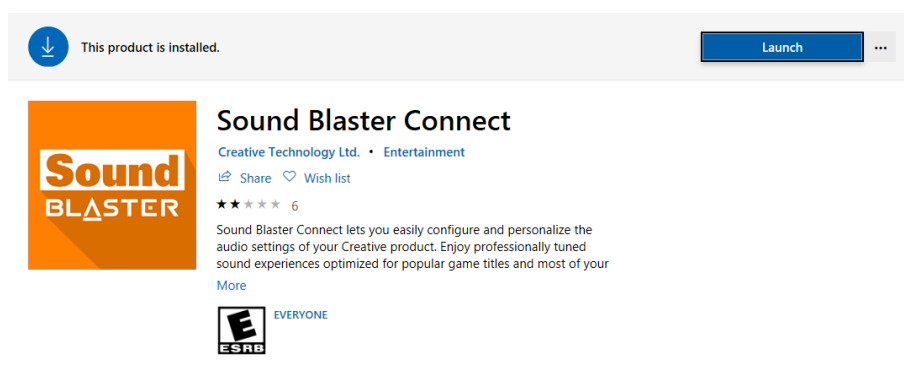 This product is installed.
Launch
Sound Blaster Connect
Creative Technology Ltd. • Entertainment
Share Wish list
6
Sound Blaster Connect lets you easily configure and personalize the
audio settings of your Creative product. Enjoy professionally tuned
sound experiences optimized for popular game titles and most of your
More
Sound
BLASTER
E
ESRB
EVERYONE